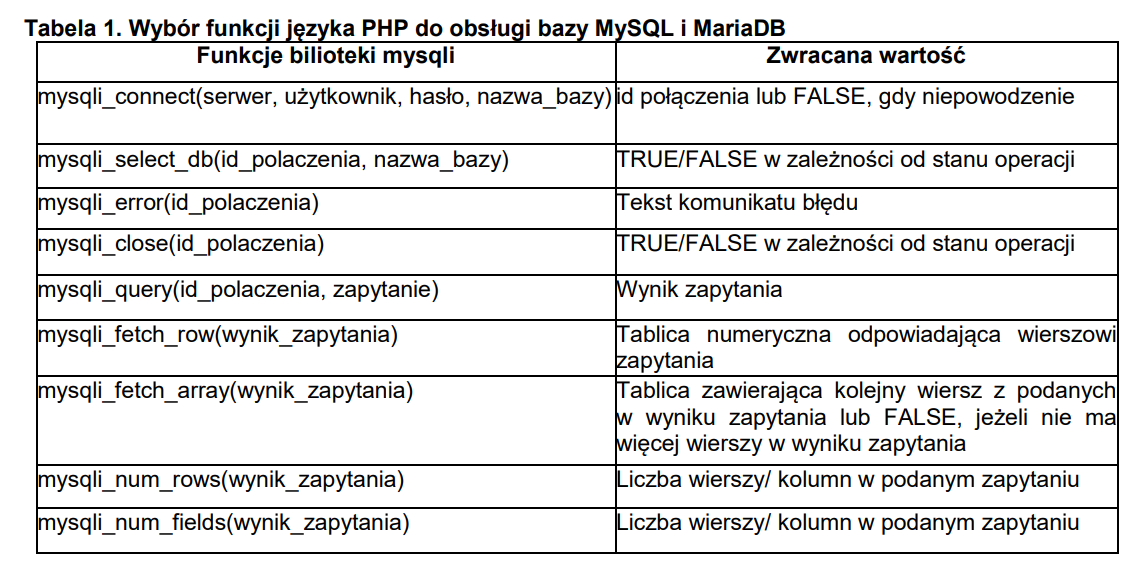 Tabela 1. Wybór funkcji języka PHP do obsługi bazy MySQL i MariaDB
Funkcje bilioteki mysqli
Zwracana wartość
mysqli_connect(serwer, użytkownik, hasło, nazwa_bazy)
id połączenia lub FALSE, gdy niepowodzenie
mysqli_select_db(id_polaczenia, nazwa_bazy)
TRUE/FALSE w zależności od stanu operacji
mysqli_error(id_polaczenia)
Tekst komunikatu błędu
mysqli_close(id_polaczenia)
TRUE/FALSE w zależności od stanu operacji
mysqli_query(id_polaczenia, zapytanie)
Wynik zapytania
mysqli_fetch_row(wynik_zapytania)
Tablica numeryczna odpowiadająca wierszowi
zapytania
mysqli_fetch_array(wynik_zapytania)
Tablica zawierająca kolejny wiersz z podanych
w wyniku zapytania lub FALSE, jeżeli nie ma
więcej wierszy w wyniku zapytania
mysqli_num_rows(wynik_zapytania)
Liczba wierszy/ kolumn w podanym zapytaniu
mysqli_num_fields(wynik_zapytania)
Liczba wierszy/ kolumn w podanym zapytaniu